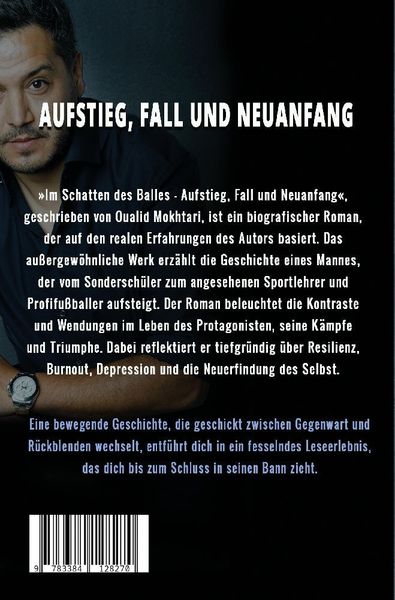 AUFSTIEG, FALL UND NEUANFANG
»Im Schatten des Balles - Aufstieg, Fall und Neuanfang«,
geschrieben von Oualid Mokhtari, ist ein biografischer Roman,
der auf den realen Erfahrungen des Autors basiert. Das
außergewöhnliche Werk erzählt die Geschichte eines Mannes,
der vom Sonderschüler zum angesehenen Sportlehrer und
Profifußballer aufsteigt. Der Roman beleuchtet die Kontraste
und Wendungen im Leben des Protagonisten, seine Kämpfe
und Triumphe. Dabei reflektiert er tiefgründig über Resilienz,
Burnout, Depression und die Neuerfindung des Selbst.
Eine bewegende Geschichte, die geschickt zwischen Gegenwart und
Rückblenden wechselt, entführt dich in ein fesselndes Leseerlebnis,
das dich bis zum Schluss in seinen Bann zieht.
9 783384 128270